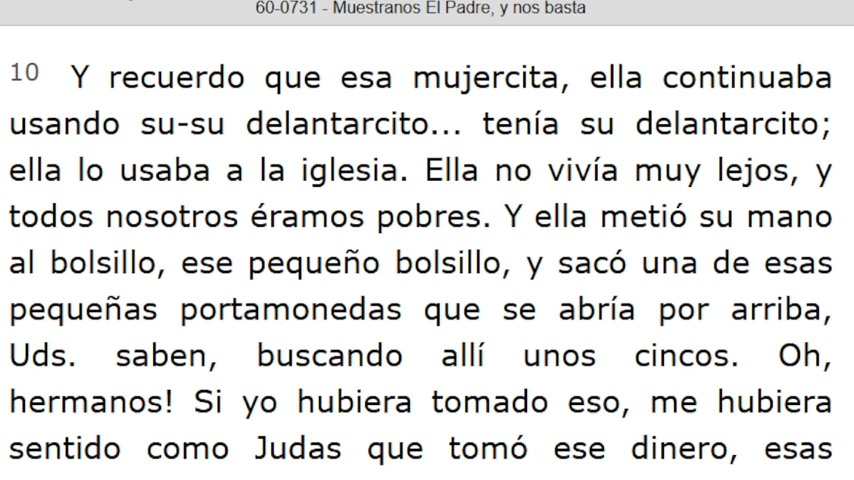 60-0731 - Muestranos El Padre, y nos basta
10 Y recuerdo que esa mujercita, ella continuaba
usando su-su delantarcito... tenía su delantarcito;
ella lo usaba a la iglesia. Ella no vivía muy lejos, y
todos nosotros éramos pobres. Y ella metió su mano
al bolsillo, ese pequeño bolsillo, y sacó una de esas
pequeñas portamonedas que se abría por arriba,
Uds. saben, buscando allí unos cincos. Oh,
hermanos! Si yo hubiera tomado eso, me hubiera
sentido como Judas que tomó ese dinero, esas